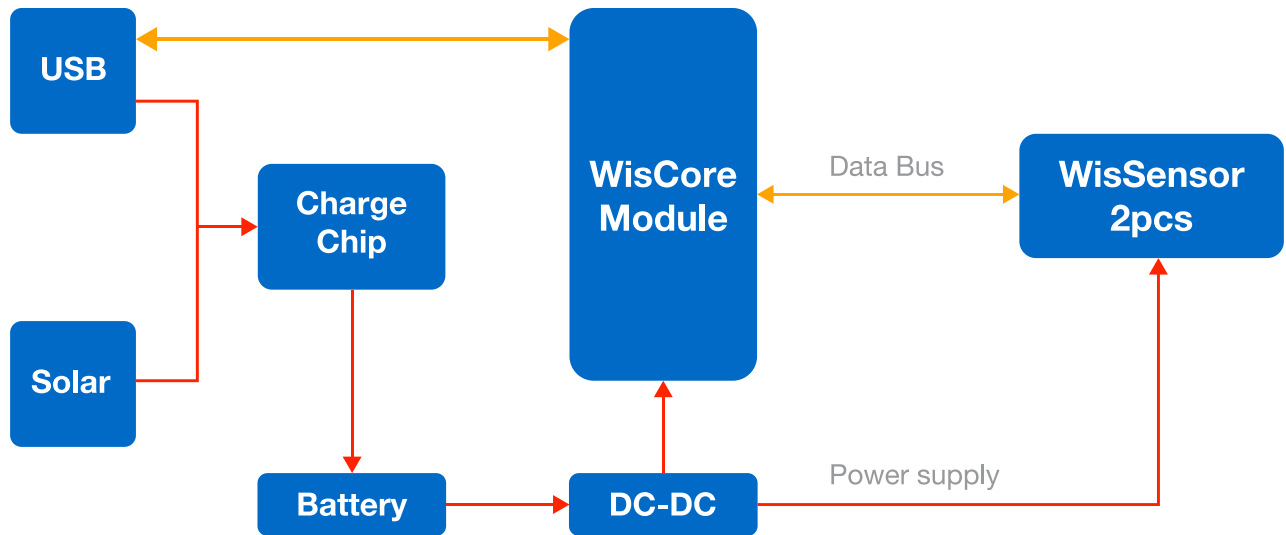 USB
WisCore
Module
Data Bus
WisSensor
2pcs
Charge
Chip
Solar
Battery
DC-DC
Power supply